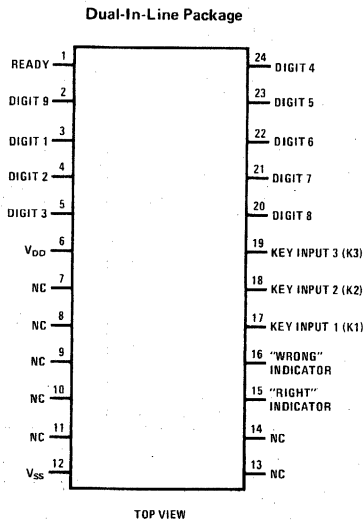 Dual-In-Line Package
READY 1
DIGIT 9 2
DIGIT 1 3
DIGIT 2 4
DIGIT 3 5
VDD 6
NC 7
NC 8
NC 9
NC 10
NC 11
VSS 12
24 DIGIT 4
23 DIGIT 5
22 DIGIT 6
21 DIGIT 7
20 DIGIT 8
19 KEY INPUT 3 (K3)
18 KEY INPUT 2 (K2)
17 KEY INPUT 1 (K1)
16 "WRONG"
INDICATOR
15 "RIGHT"
INDICATOR
14 NC
13 NC
TOP VIEW